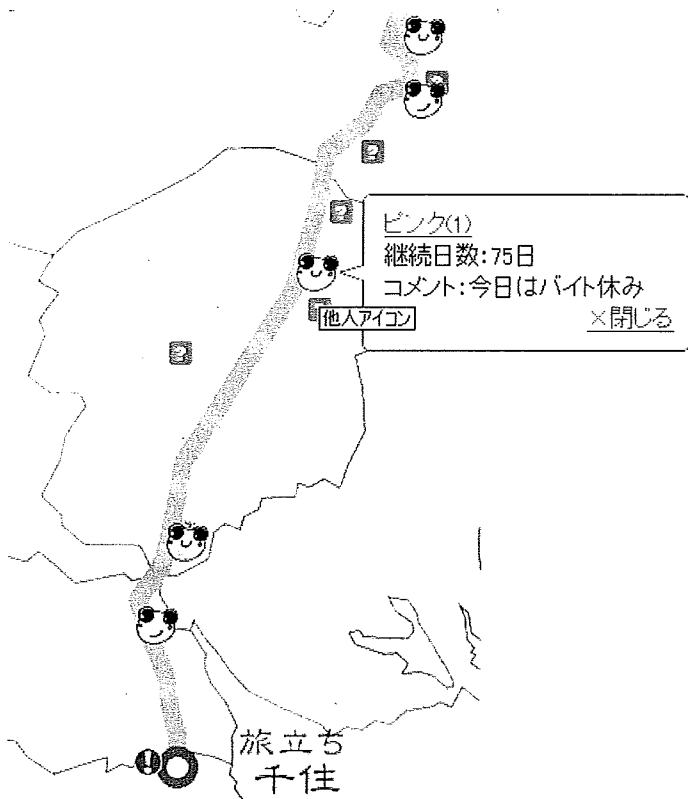 ピンク(1)
継続日数:75日
コメント:今日はバイト休み
×閉じる
他人アイコン
旅立ち
千住